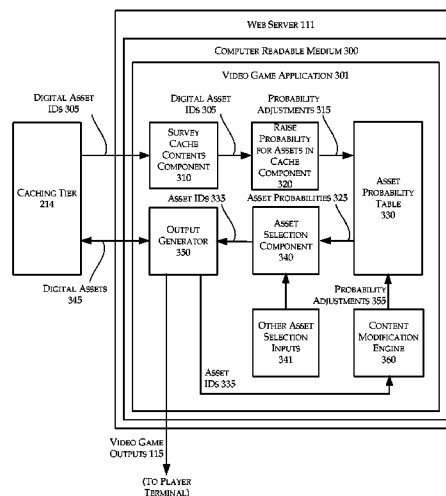 WEB SERVER 111
COMPUTER READABLE MEDIUM 300
VIDEO GAME APPLICATION 301
DIGITAL ASSET
IDS 305
DIGITAL ASSET
IDS 305
PROBABILITY
ADJUSTMENTS 315
CACHING TIER
214
SURVEY
CACHE
CONTENTS
COMPONENT
310
RAISE
PROBABILITY
FOR ASSETS IN
CACHE
COMPONENT
320
ASSET
PROBABILITY
TABLE
330
ASSET IDS 335
ASSET PROBABILITIES 325
OUTPUT
GENERATOR
350
ASSET
SELECTION
COMPONENT
340
DIGITAL ASSETS
345
PROBABILITY
ADJUSTMENTS 355
OTHER ASSET
SELECTION
INPUTS
341
CONTENT
MODIFICATION
ENGINE
360
ASSET
IDS 335
VIDEO GAME
OUTPUTS 115
(TO PLAYER
TERMINAL)